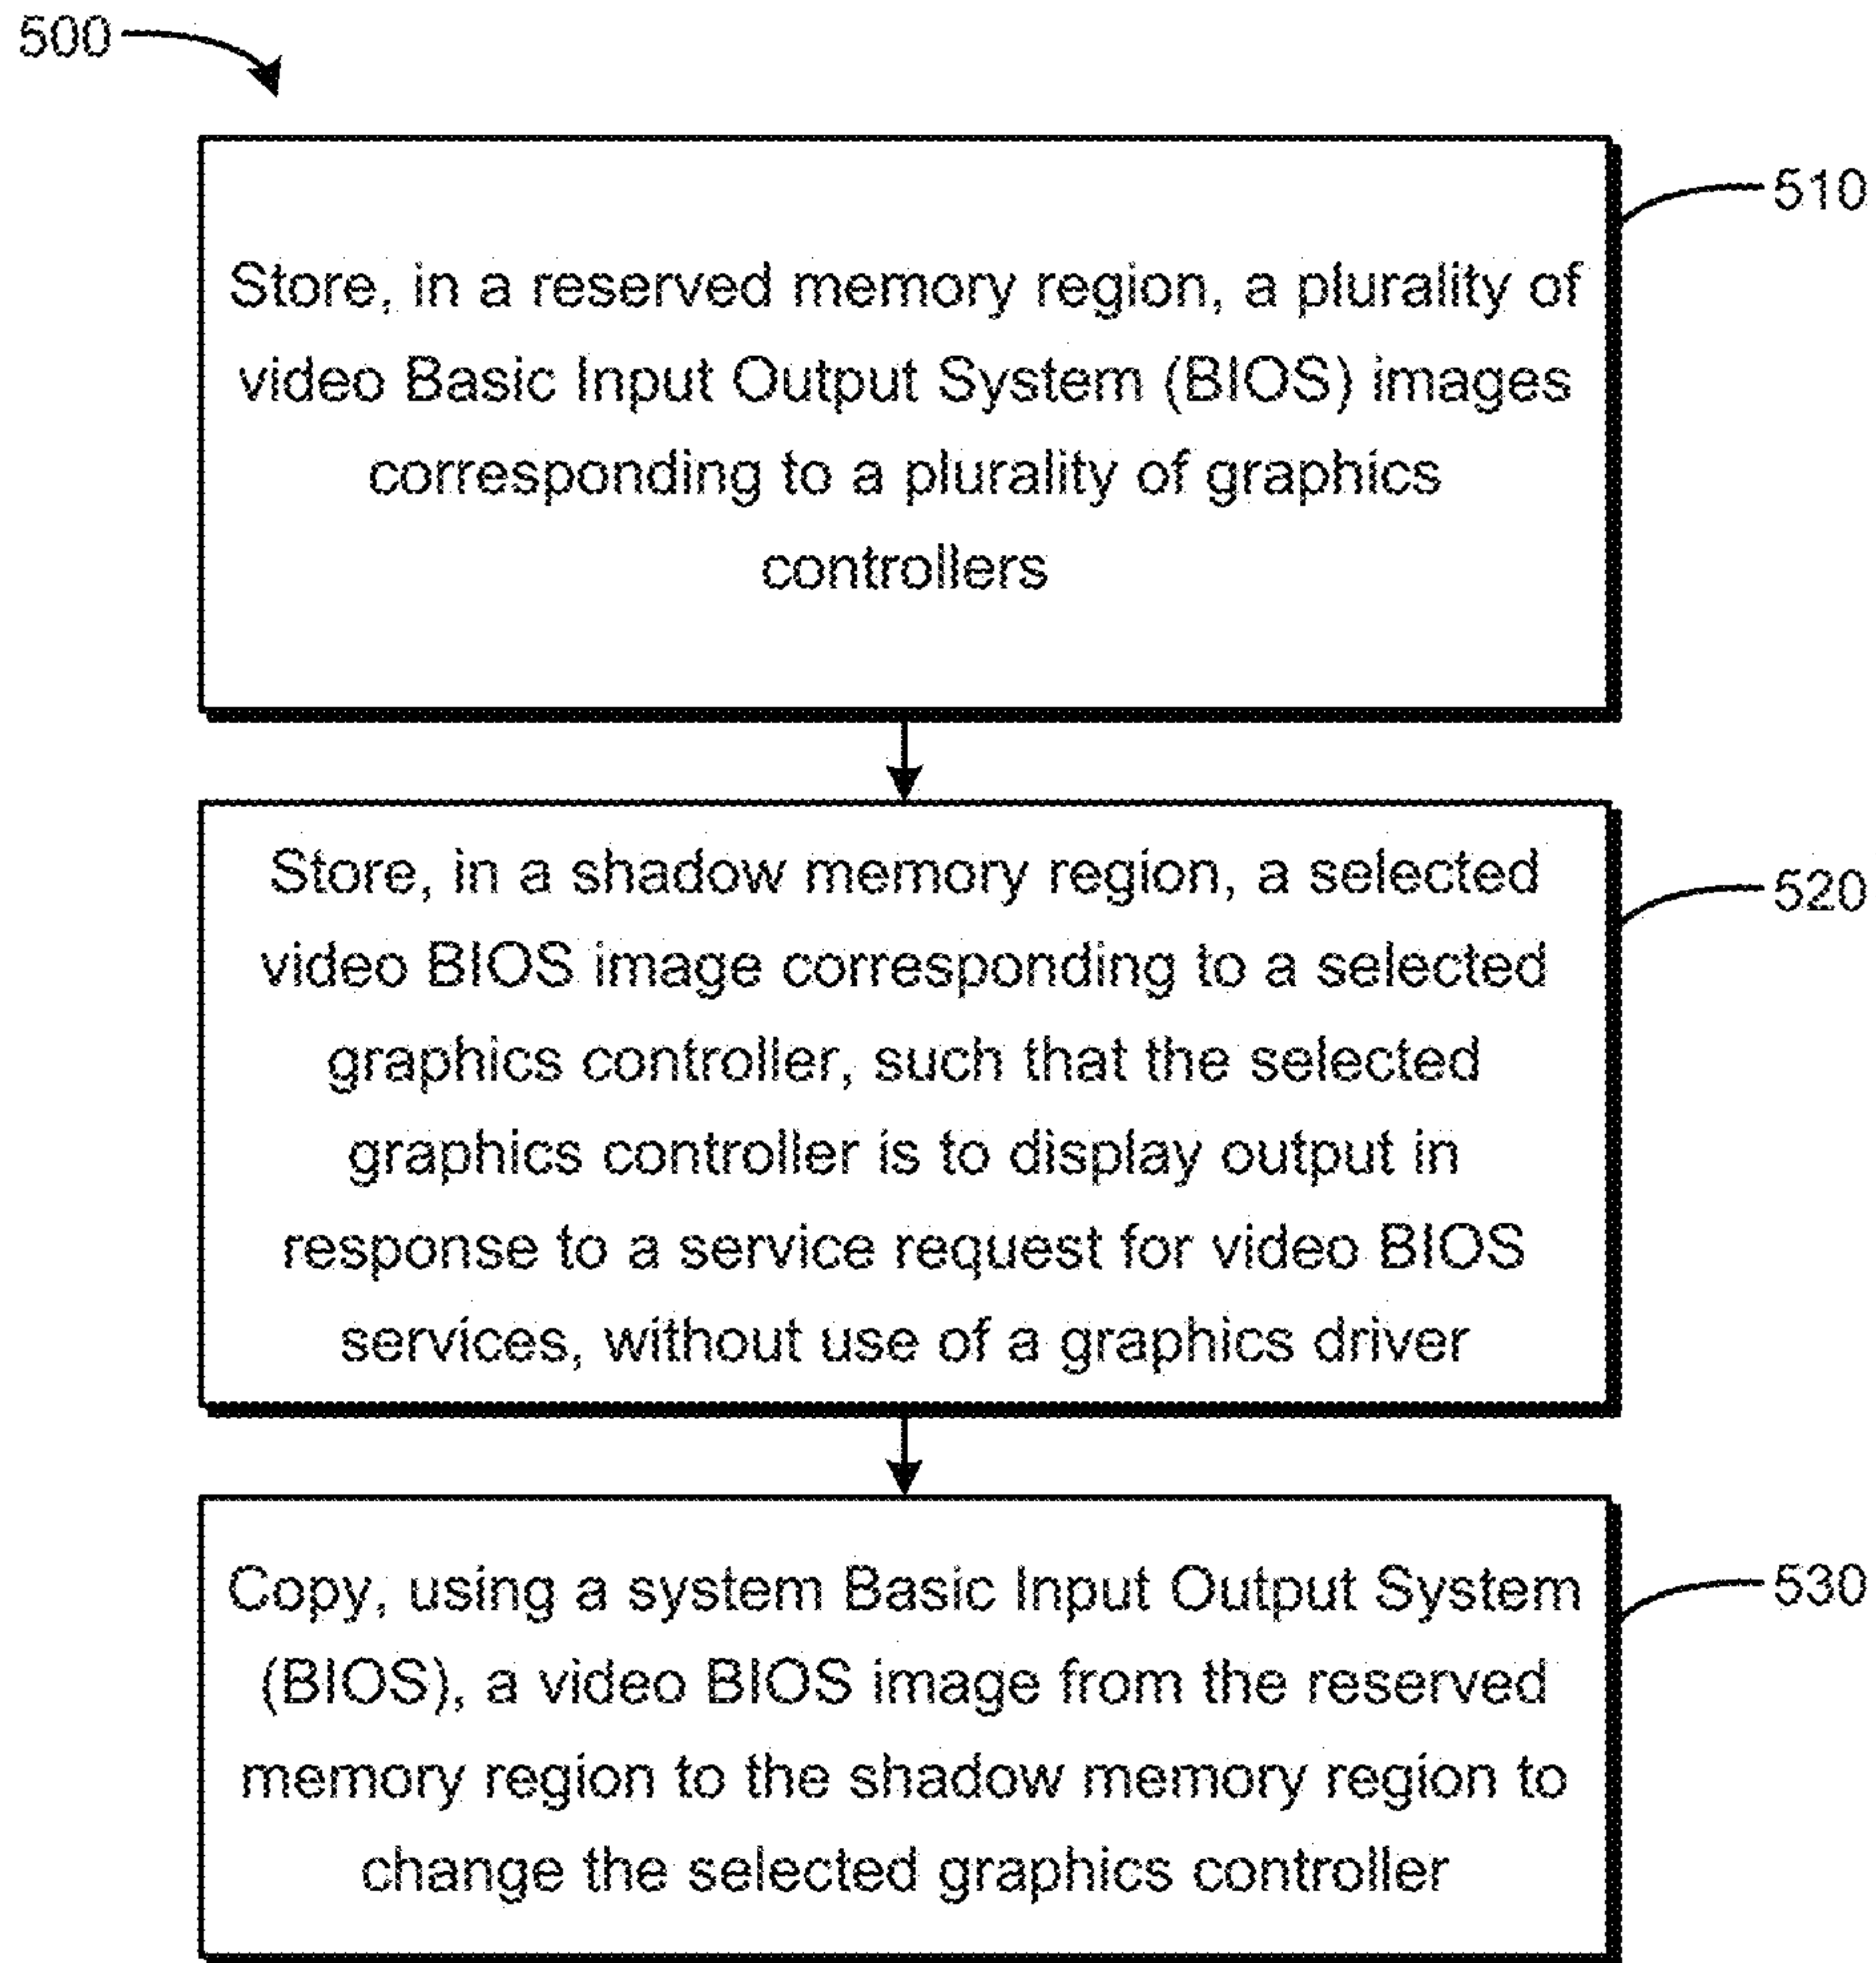 500
510
Store, in a reserved memory region, a plurality of
video Basic Input Output System (BIOS) images
corresponding to a plurality of graphics
controllers
520
Store, in a shadow memory region, a selected
video BIOS image corresponding to a selected
graphics controller, such that the selected
graphics controller is to display output in
response to a service request for video BIOS
services, without use of a graphics driver
530
Copy, using a system Basic Input Output System
(BIOS), a video BIOS image from the reserved
memory region to the shadow memory region to
change the selected graphics controller